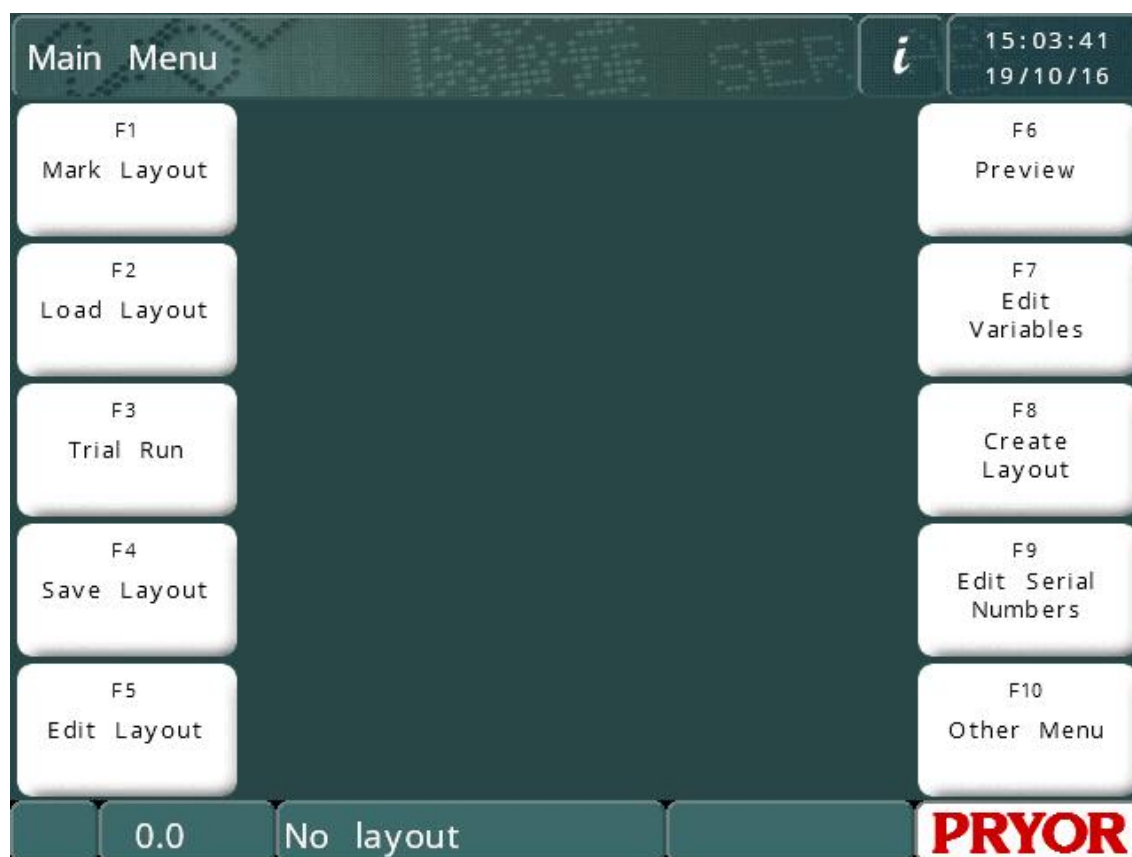 Main Menu
i
15:03:41
19/10/16
F1
Mark Layout
F2
Load Layout
F3
Trial Run
F4
Save Layout
F5
Edit Layout
F6
Preview
F7
Edit
Variables
F8
Create
Layout
F9
Edit Serial
Numbers
F10
Other Menu
0.0
No layout
PRYOR